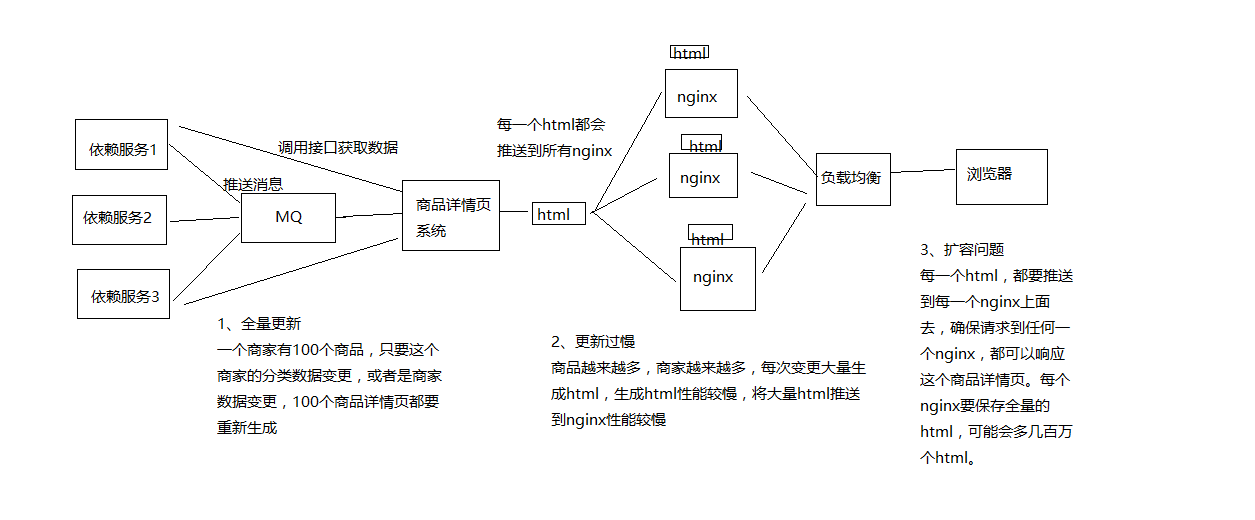 依赖服务1
依赖服务2
依赖服务3
调用接口获取数据
推送消息
MQ
商品详情页
系统
html
每一个html都会
推送到所有nginx
html
nginx
html
nginx
html
nginx
负载均衡
浏览器
1、全量更新
一个商家有100个商品，只要这个
商家的分类数据变更，或者是商家
数据变更，100个商品详情页都要
重新生成
2、更新过慢
商品越来越多，商家越来越多，每次变更大量生
成html，生成html性能较慢，将大量html推送
到nginx性能较慢
3、扩容问题
每一个html，都要推送
到每一个nginx上面
去，确保请求到任何一
个nginx，都可以响应
这个商品详情页。每个
nginx要保存全量的
html，可能会多几百万
个html。